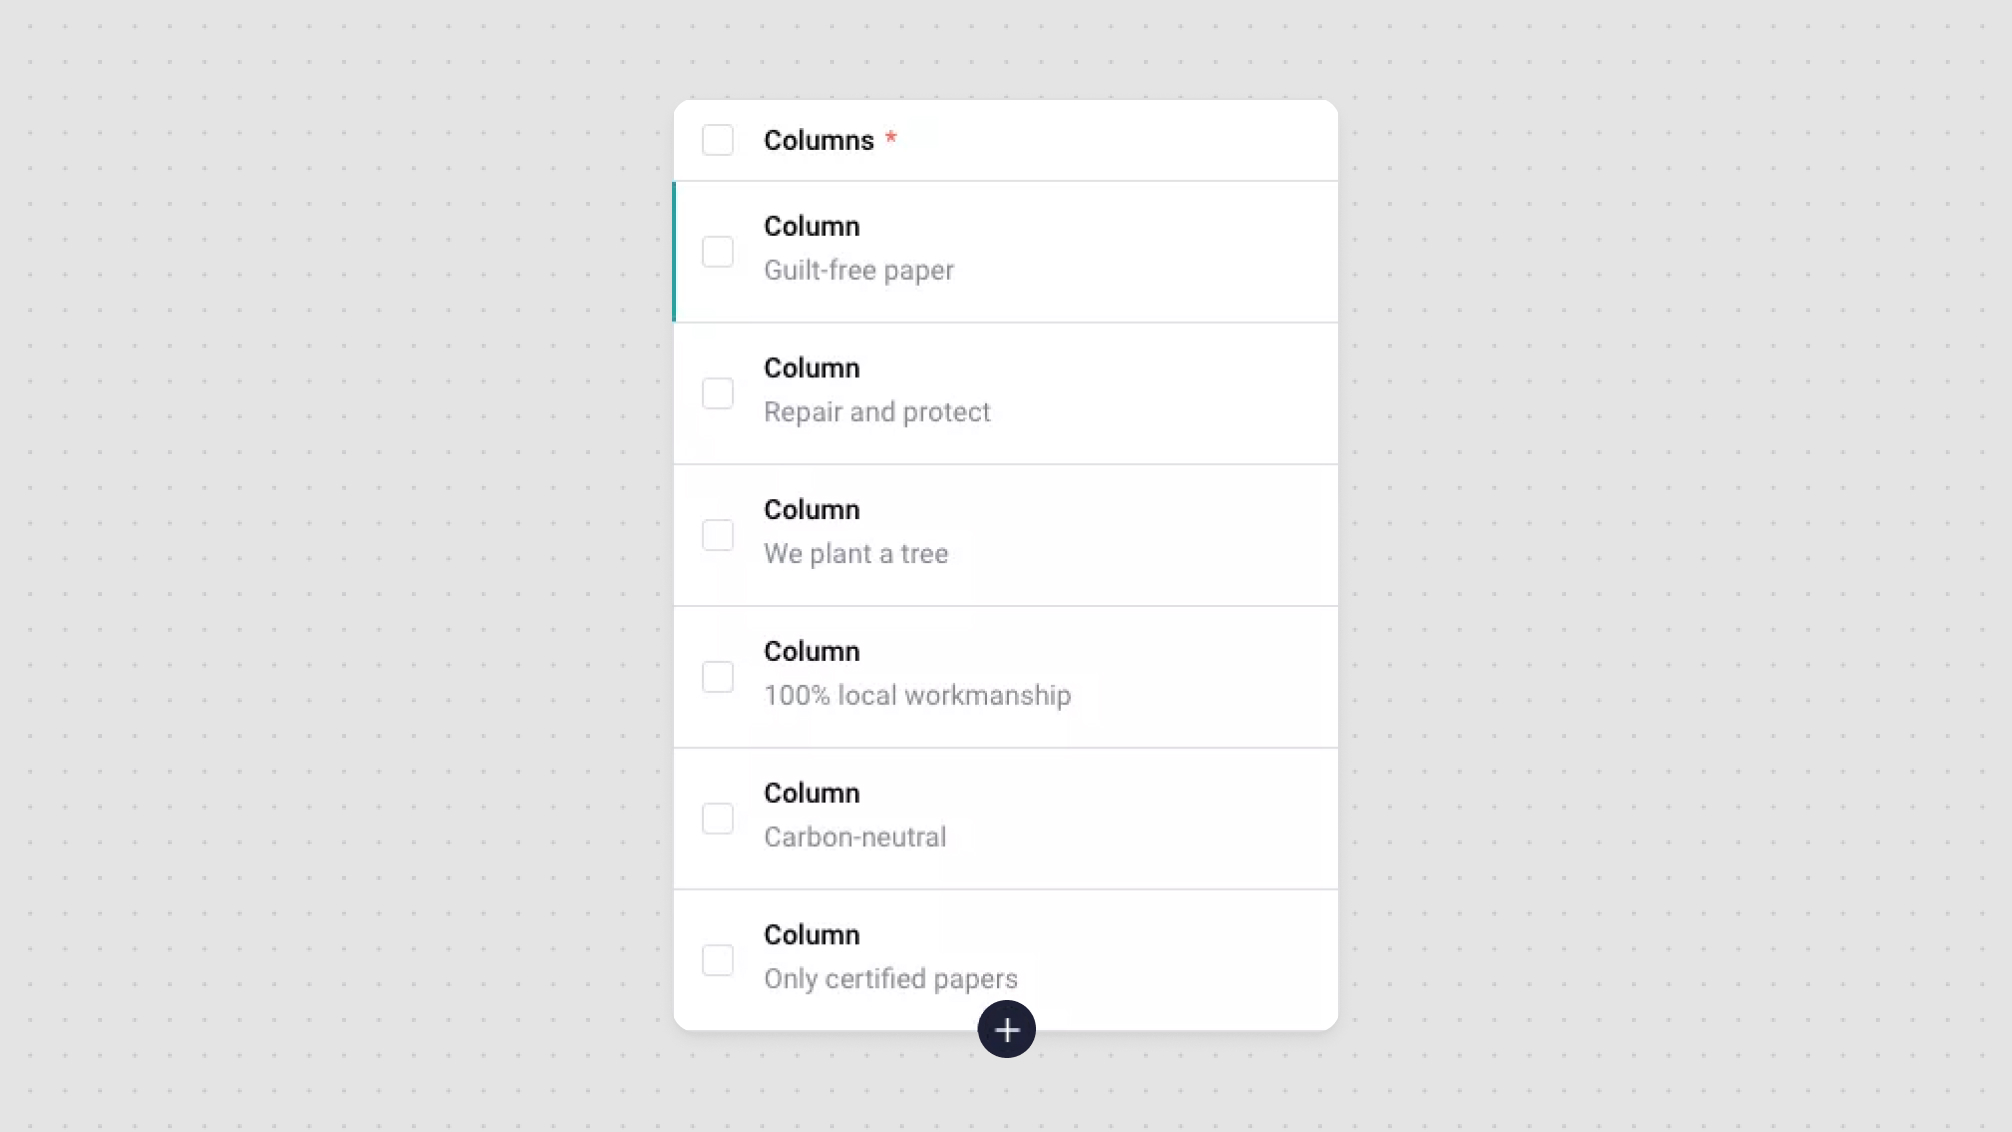 Columns *
Column
Guilt-free paper
Column
Repair and protect
Column
We plant a tree
Column
100% local workmanship
Column
Carbon-neutral
Column
Only certified papers